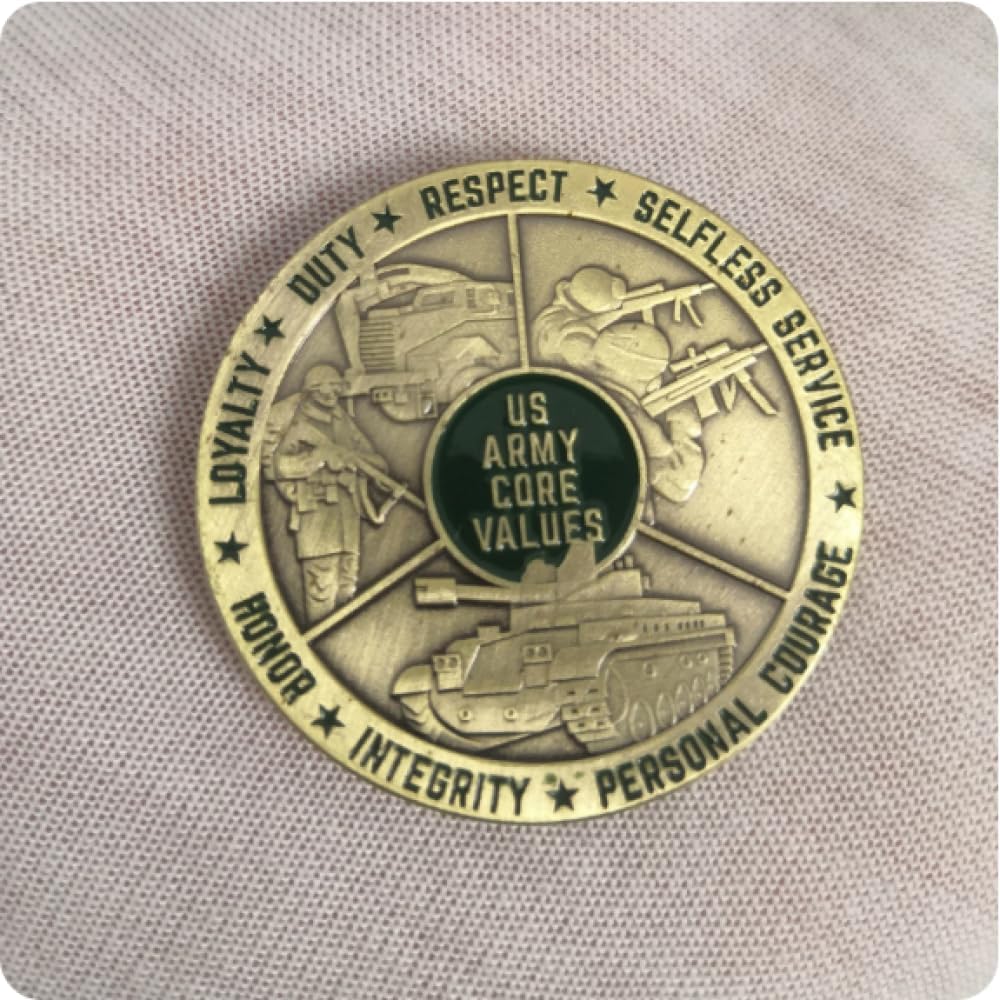 LOYALTY ★ DUTY ★ RESPECT ★ SELFLESS SERVICE ★
HONOR ★ INTEGRITY ★ PERSONAL COURAGE
US
ARMY
CORE
VALUES